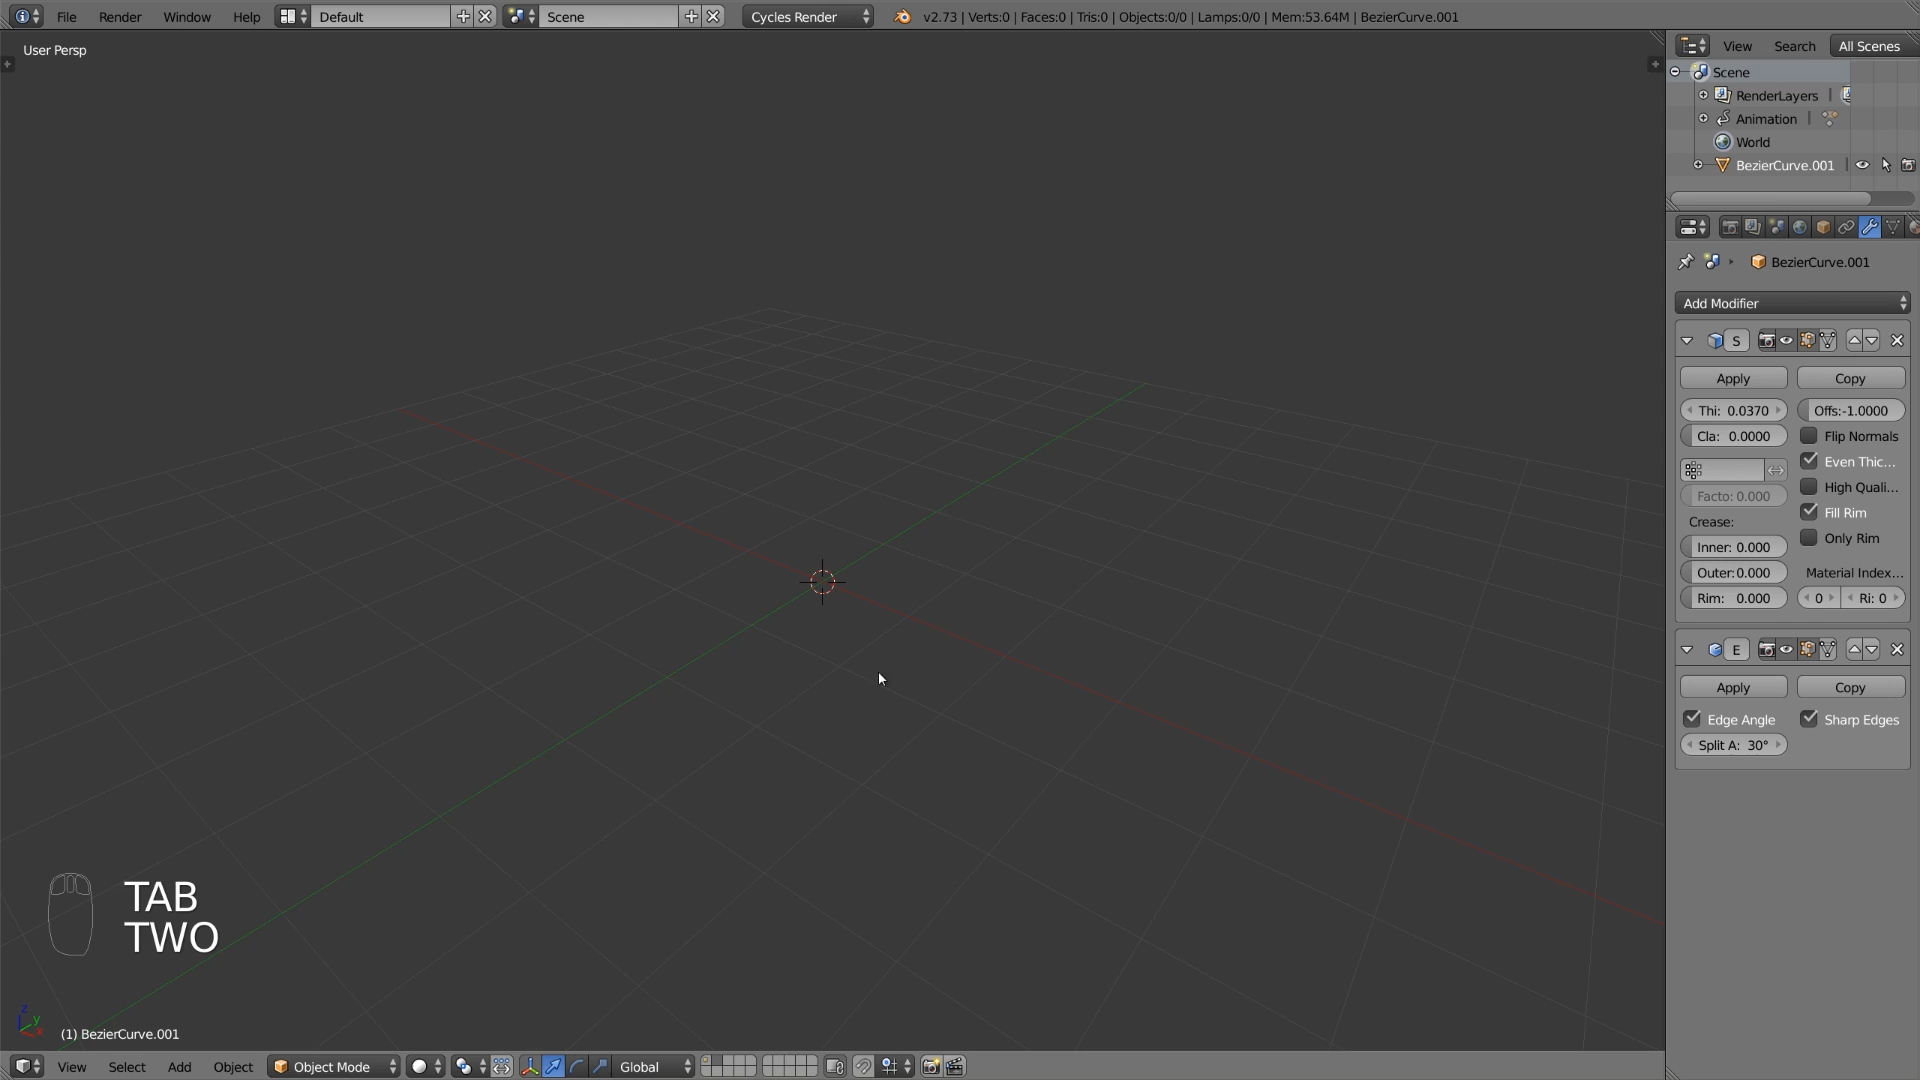 File Render Window Help Default Scene Cycles Render v2.73 | Verts:0 | Faces:0 | Tris:0 | Objects:0/0 | Lamps:0/0 | Mem:53.64M | BezierCurve.001
User Persp
View Search All Scenes
Scene
RenderLayers
Animation
World
BezierCurve.001
BezierCurve.001
Add Modifier
S
Apply Copy
Thi: 0.0370 Offs:-1.0000
Cla: 0.0000 Flip Normals
Even Thic...
Facto: 0.000 High Quali...
Crease: Fill Rim
Inner: 0.000 Only Rim
Outer:0.000 Material Index...
Rim: 0.000 0 Ri: 0
E
Apply Copy
Edge Angle Sharp Edges
Split A: 30°
TAB
TWO
z
y
x
(1) BezierCurve.001
View Select Add Object Object Mode Global